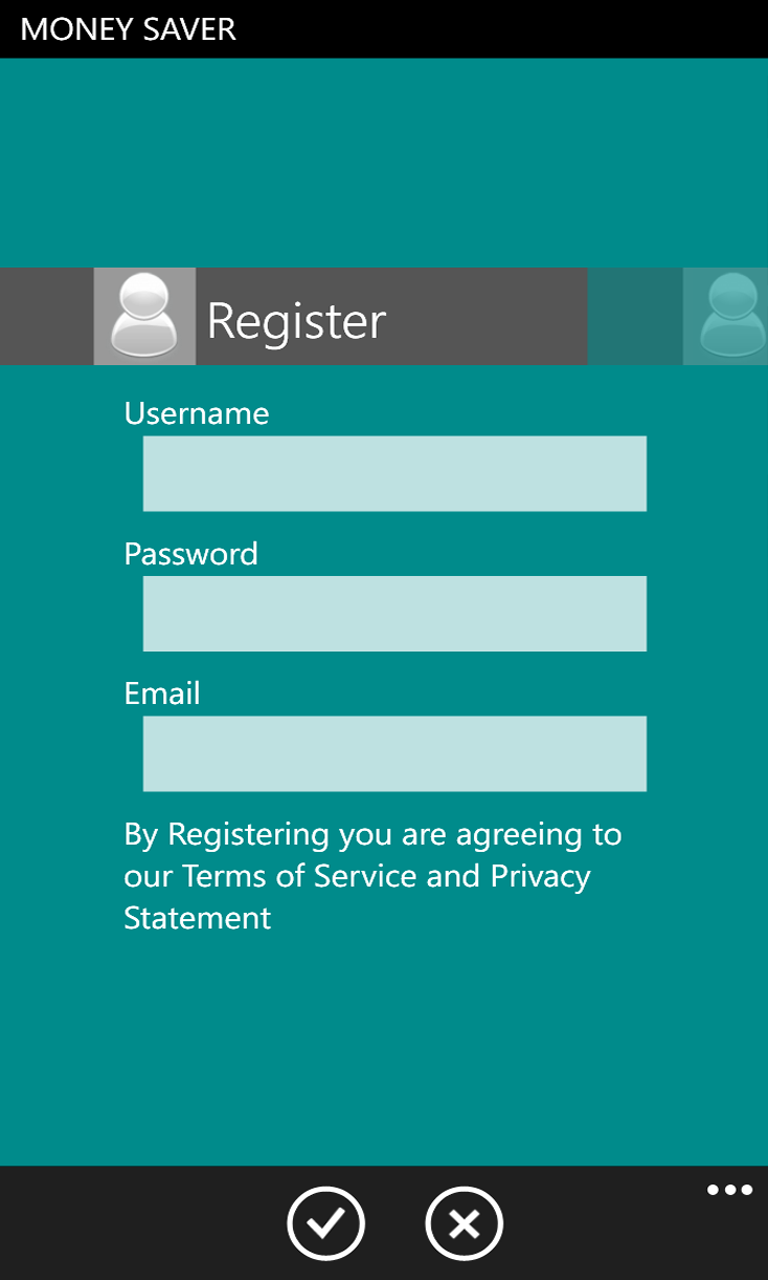 MONEY SAVER
Register
Username
Password
Email
By Registering you are agreeing to
our Terms of Service and Privacy
Statement